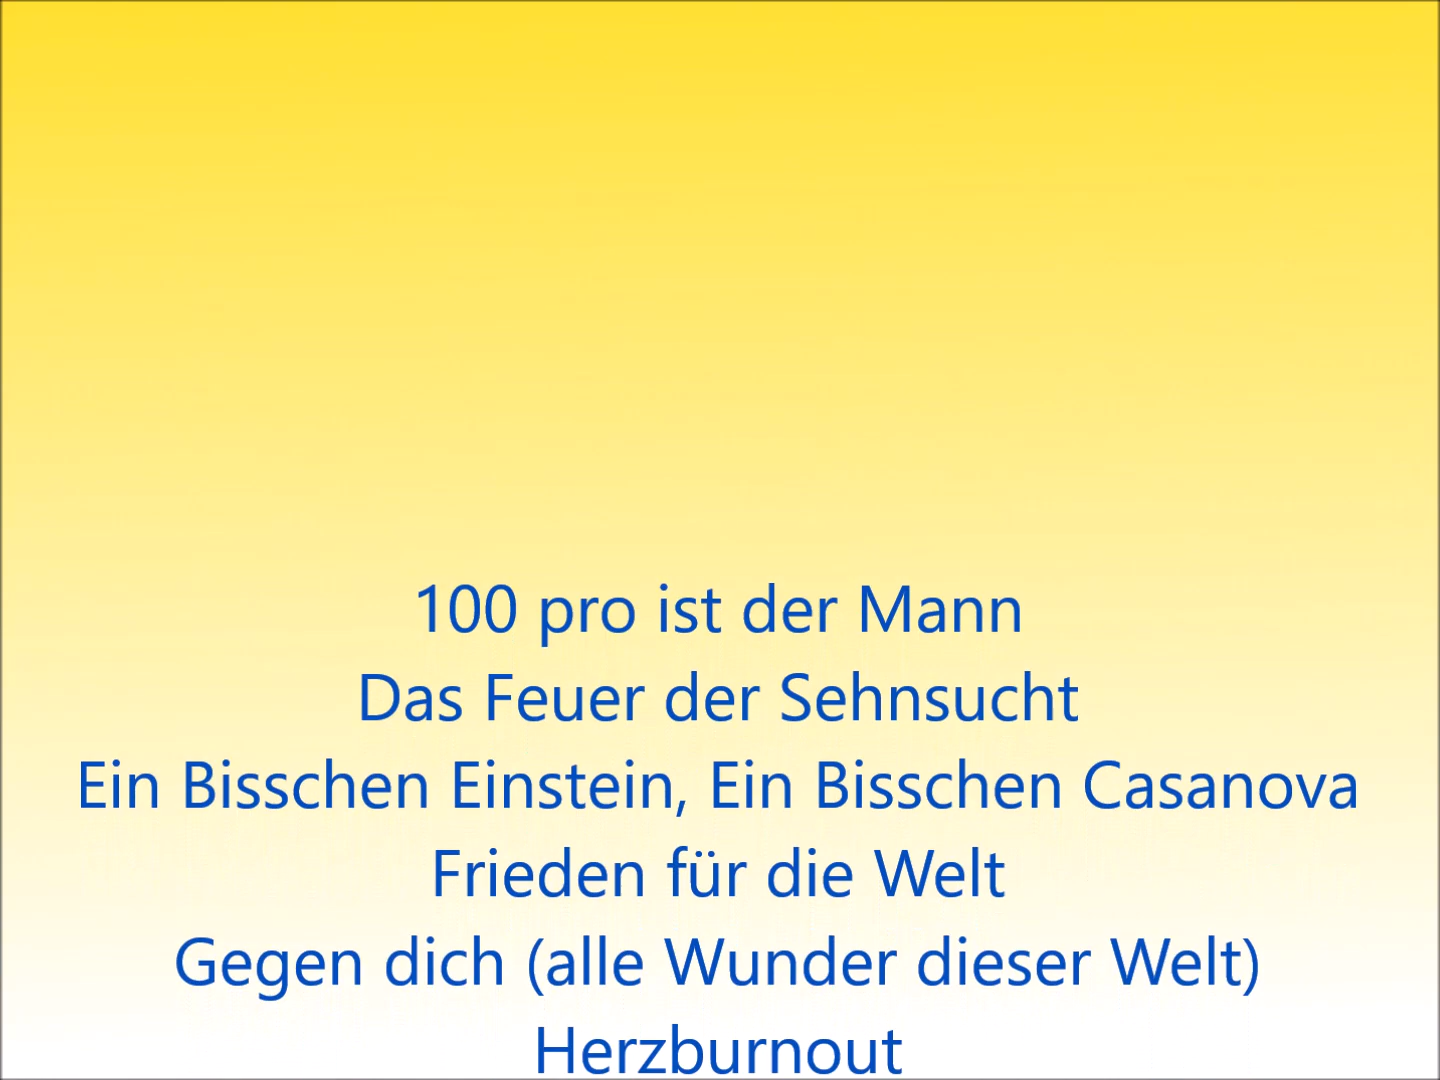 100 pro ist der Mann
Das Feuer der Sehnsucht
Ein Bisschen Einstein, Ein Bisschen Casanova
Frieden für die Welt
Gegen dich (alle Wunder dieser Welt)
Herzburnout